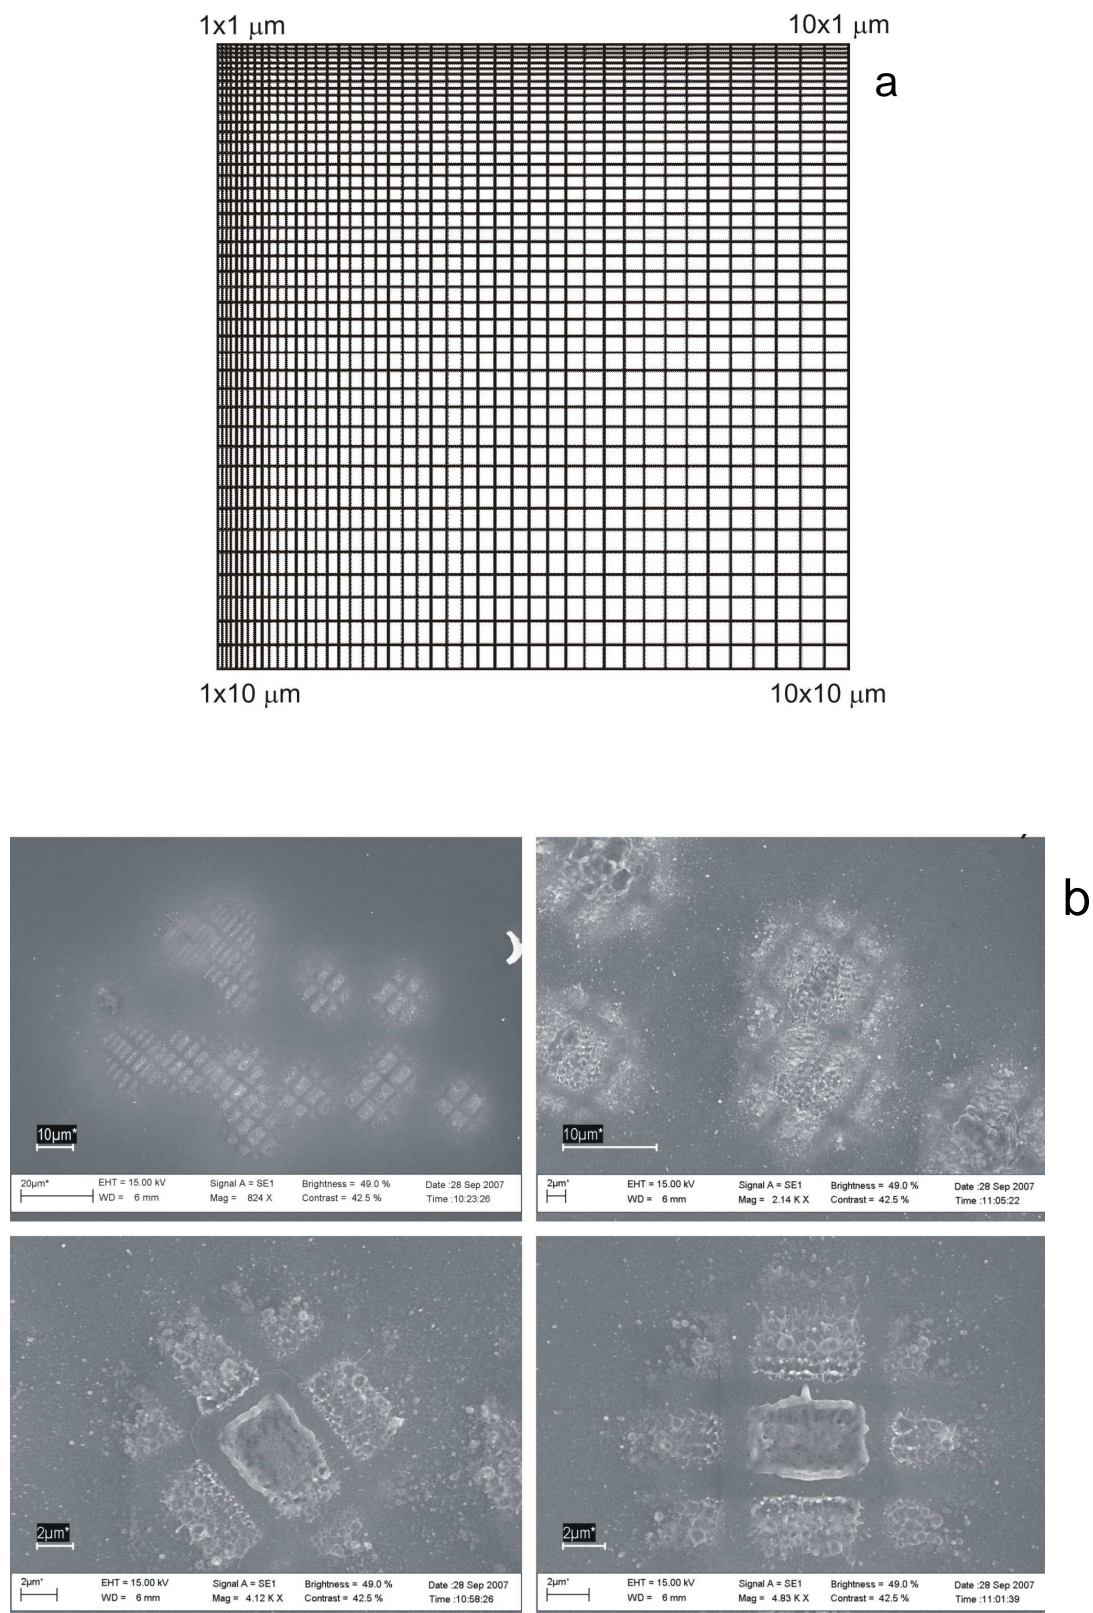 1x1 μm
10x1 μm
a
1x10 μm
10x10 μm
b
10μm*
20μm*
EHT = 15.00 kV
WD = 6 mm
Signal A = SE1
Mag = 824 X
Brightness = 49.0 %
Contrast = 42.5 %
Date :28 Sep 2007
Time :10:23:26
10μm*
2μm*
EHT = 15.00 kV
WD = 6 mm
Signal A = SE1
Mag = 2.14 K X
Brightness = 49.0 %
Contrast = 42.5 %
Date :28 Sep 2007
Time :11:05:22
2μm*
2μm*
EHT = 15.00 kV
WD = 6 mm
Signal A = SE1
Mag = 4.12 K X
Brightness = 49.0 %
Contrast = 42.5 %
Date :28 Sep 2007
Time :10:58:26
2μm*
2μm*
EHT = 15.00 kV
WD = 6 mm
Signal A = SE1
Mag = 4.83 K X
Brightness = 49.0 %
Contrast = 42.5 %
Date :28 Sep 2007
Time :11:01:39